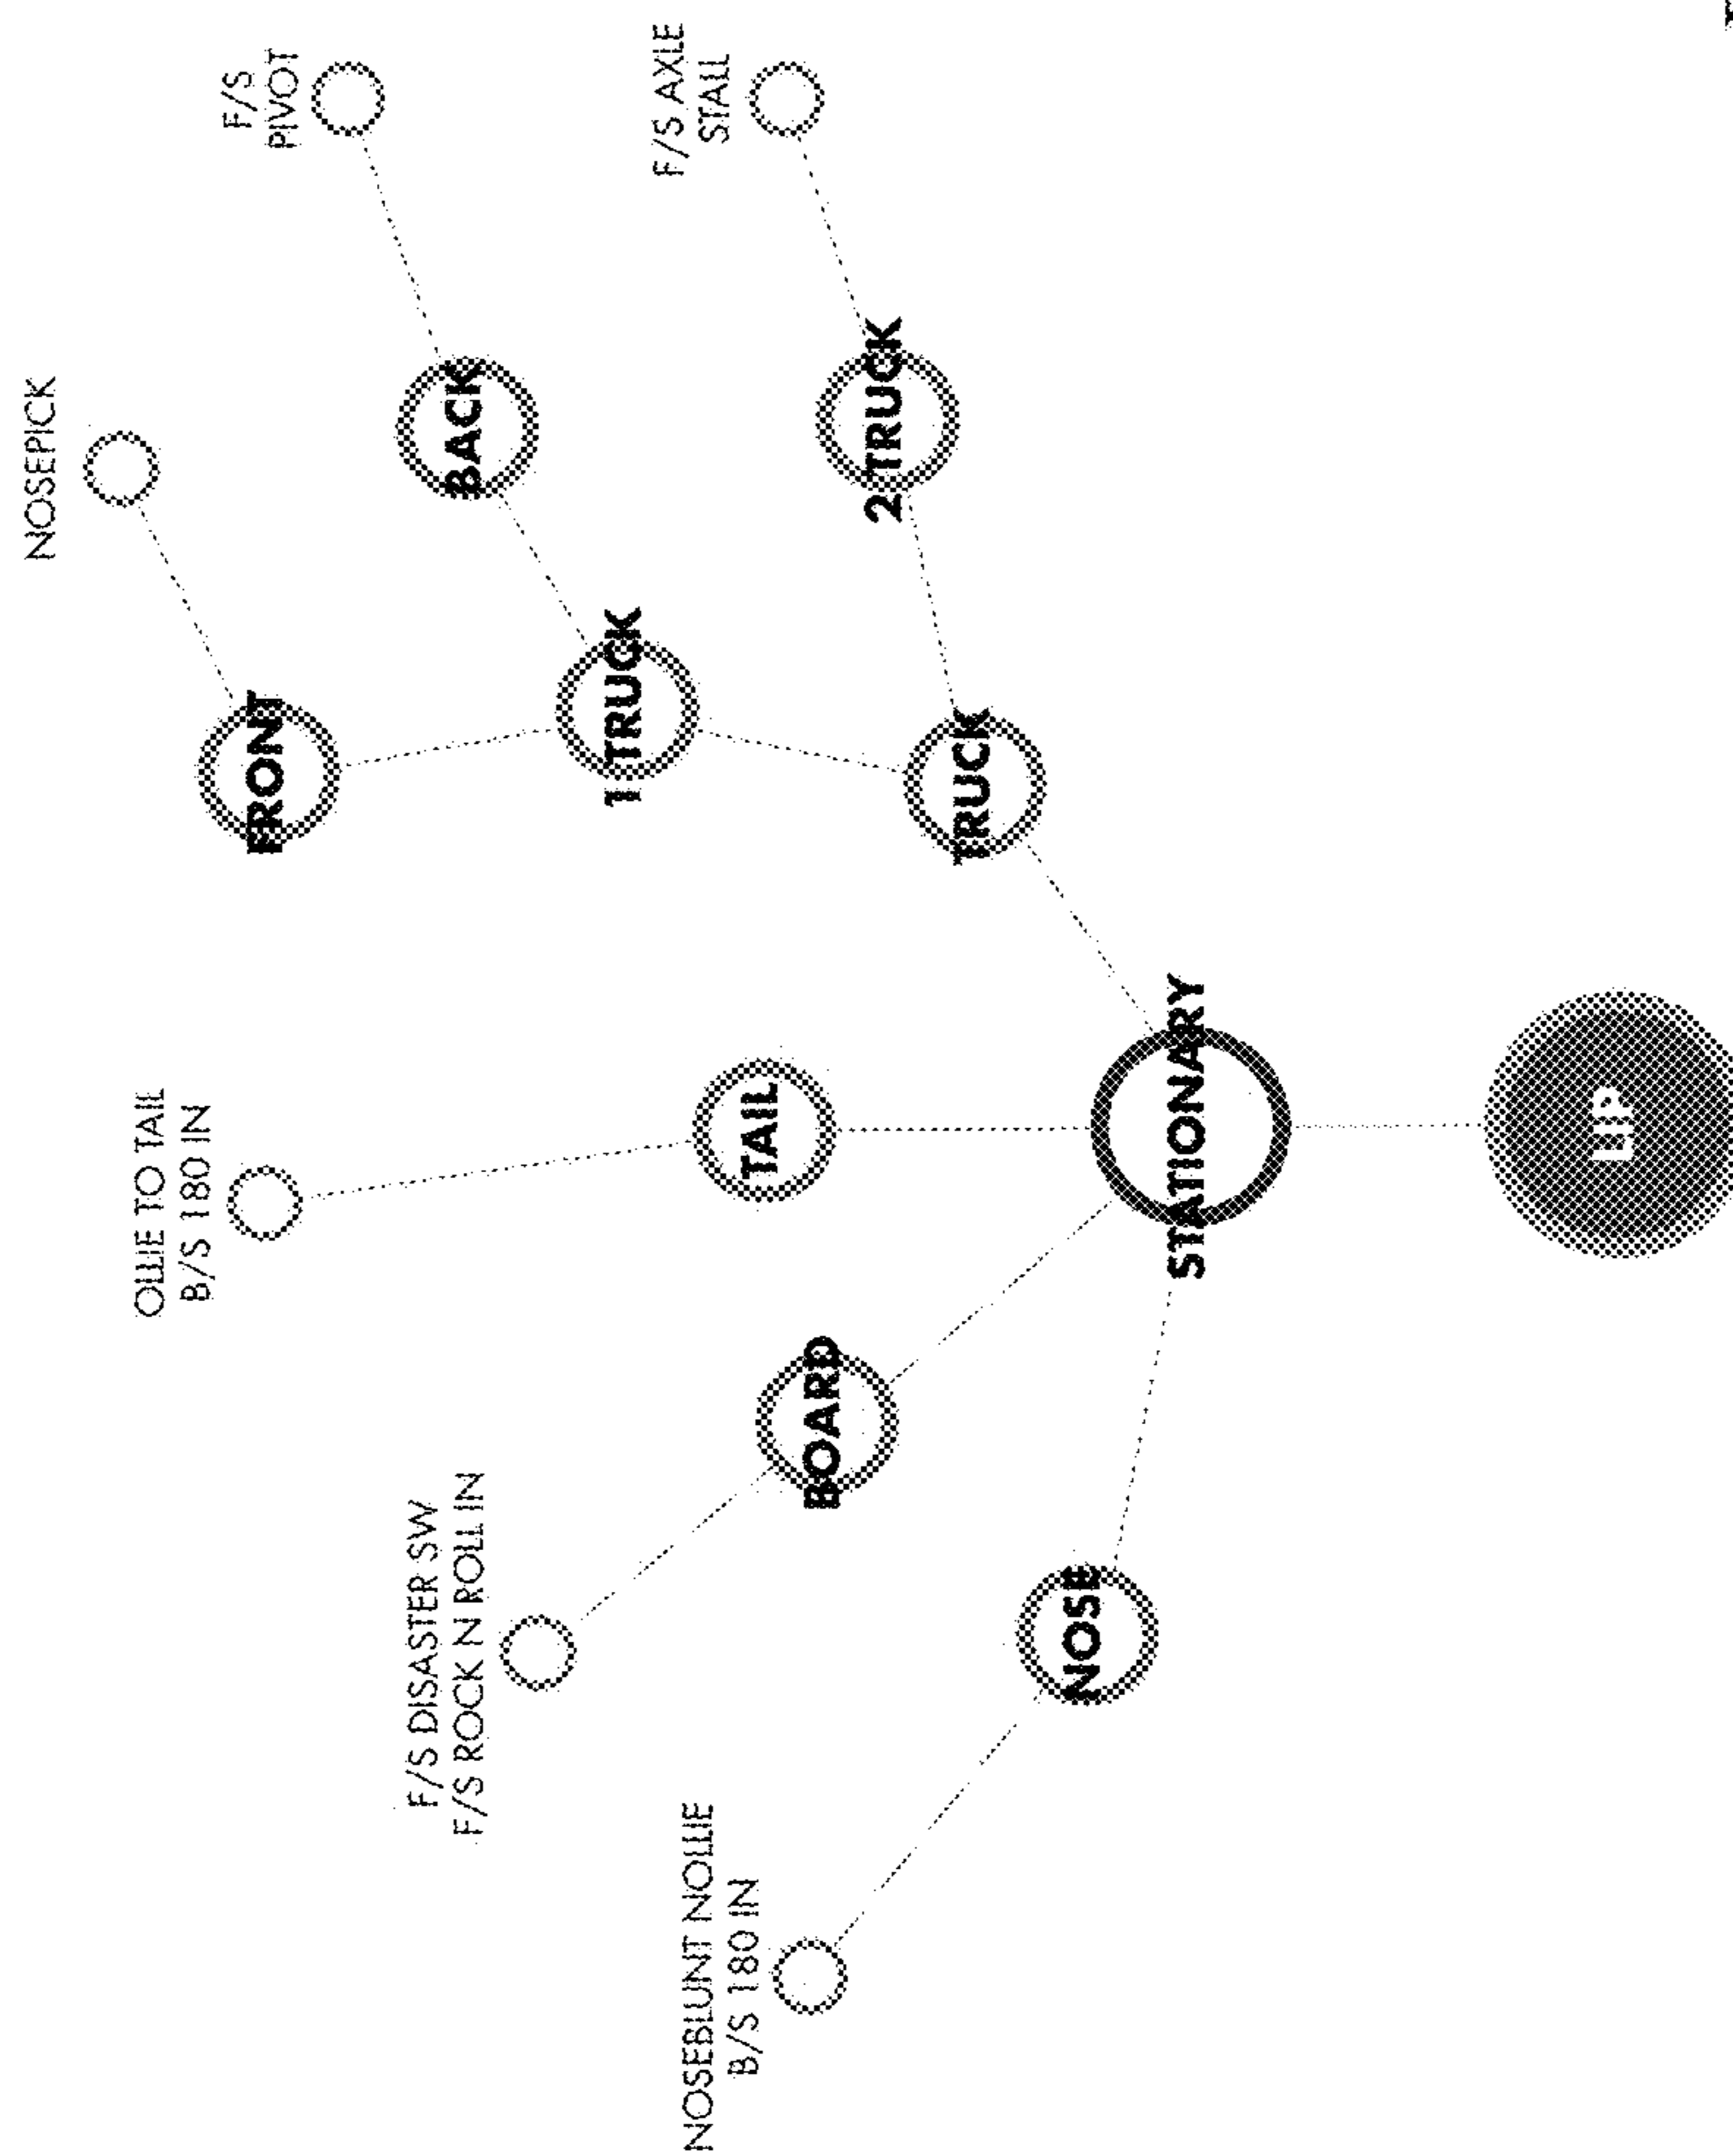 NOSEPICK
OLLIE TO TAIL
B/S 180 IN
F/S
PIVOT
FRONT
F/S DISASTER SW
F/S ROCK N ROLL IN
BACK
1 TRUCK
F/S AXLE
STALL
NOSEBLUNT NOLLIE
B/S 180 IN
TAIL
BOARD
2 TRUCK
TRUCK
NOSE
STATIONARY
LIP